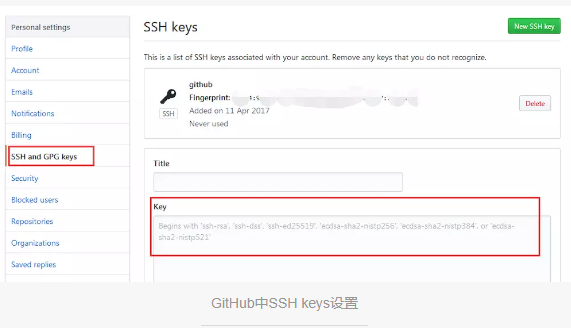 Personal settings
Profile
Account
Emails
Notifications
Billing
SSH and GPG keys
Security
Blocked users
Repositories
Organizations
Saved replies
SSH keys
New SSH key
This is a list of SSH keys associated with your account. Remove any keys that you do not recognize.
github
Fingerprint:
Added on 11 Apr 2017
Never used
SSH
Delete
Title
Key
Begins with 'ssh-rsa', 'ssh-dss', 'ssh-ed25519', 'ecdsa-sha2-nistp256', 'ecdsa-sha2-nistp384', or 'ecdsa-
sha2-nistp521'
GitHub中SSH keys设置